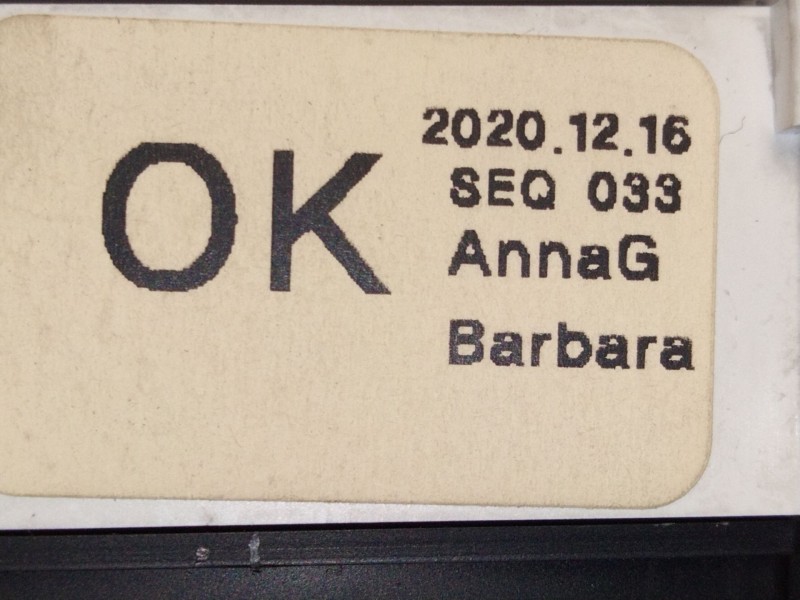 OK
2020.12.16
SEQ 033
AnnaG
Barbara